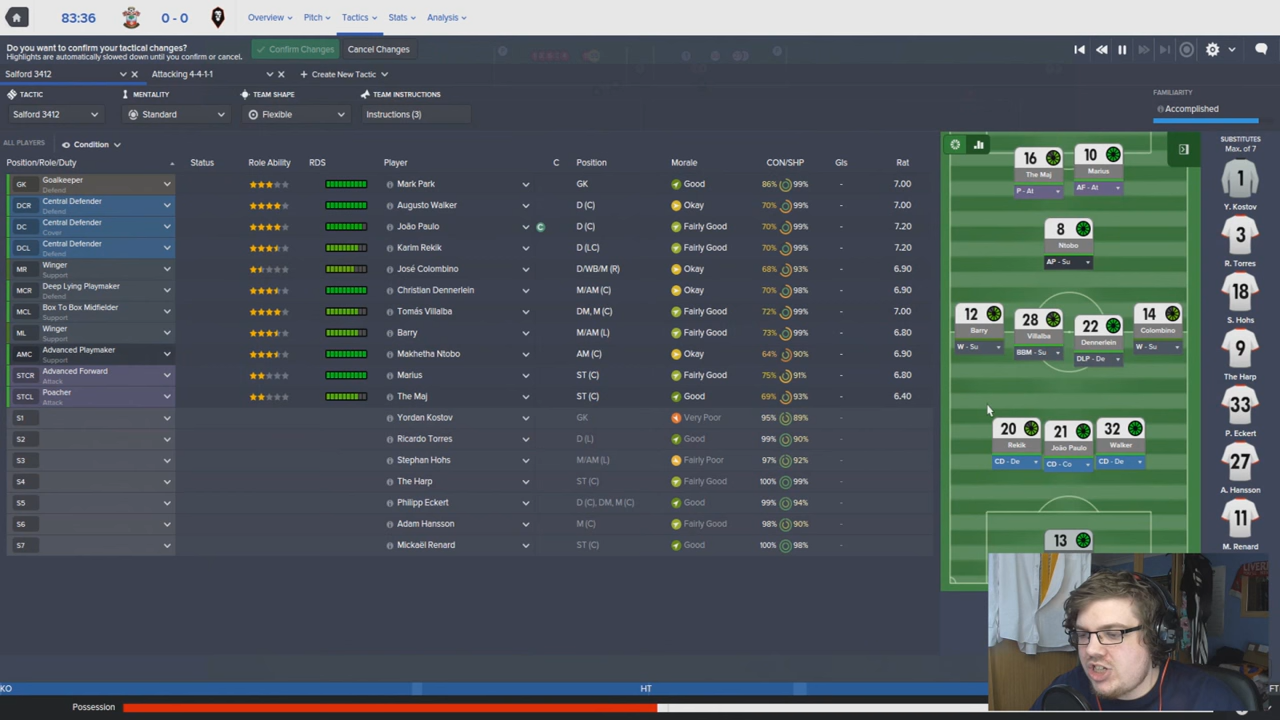 83:36
0 - 0
Overview
Pitch
Tactics
Stats
Analysis
Do you want to confirm your tactical changes?
Highlights are automatically slowed down until you confirm or cancel.
Confirm Changes
Cancel Changes
Salford 3412
Attacking 4-4-1-1
Create New Tactic
TACTIC
MENTALITY
TEAM SHAPE
TEAM INSTRUCTIONS
FAMILIARITY
Salford 3412
Standard
Flexible
Instructions (3)
Accomplished
ALL PLAYERS
Condition
Position/Role/Duty Status Role Ability RDS Player C Position Morale CON/SHP Gls Rat
GK Goalkeeper Defend Mark Park GK Good 86% 99% - 7.00
DCR Central Defender Defend Augusto Walker D (C) Okay 70% 99% - 7.00
DC Central Defender Cover João Paulo C D (C) Fairly Good 70% 99% - 7.20
DCL Central Defender Defend Karim Rekik D (LC) Fairly Good 70% 99% - 7.20
MR Winger Support José Colombino D/WB/M (R) Okay 68% 93% - 6.90
MCR Deep Lying Playmaker Defend Christian Dennerlein M/AM (C) Okay 70% 98% - 6.90
MCL Box To Box Midfielder Support Tomás Villalba DM, M (C) Fairly Good 72% 99% - 7.00
ML Winger Support Barry M/AM (L) Fairly Good 73% 99% - 6.80
AMC Advanced Playmaker Support Makhetha Ntobo AM (C) Okay 64% 90% - 6.90
STCR Advanced Forward Attack Marius ST (C) Fairly Good 75% 91% - 6.80
STCL Poacher Attack The Maj ST (C) Fairly Good 69% 93% - 6.40
S1 Yordan Kostov GK Very Poor 95% 89% -
S2 Ricardo Torres D (L) Good 99% 90% -
S3 Stephan Hohs M/AM (L) Fairly Poor 97% 92% -
S4 The Harp ST (C) Good 100% 99% -
S5 Philipp Eckert D (C), DM, M (C) Good 99% 94% -
S6 Adam Hansson M (C) Fairly Good 98% 90% -
S7 Mickaël Renard ST (C) Good 100% 98% -
16
The Maj
P - At
10
Marius
AF - At
8
Ntobo
AP - Su
12
Barry
W - Su
28
Villalba
BBM - Su
22
Dennerlein
DLP - De
14
Colombino
W - Su
20
Rekik
CD - De
21
João Paulo
CD - Co
32
Walker
CD - De
13
SUBSTITUTES
Max. of 7
1
Y. Kostov
3
R. Torres
18
S. Hohs
9
The Harp
33
P. Eckert
27
A. Hansson
11
M. Renard
KO
HT
FT
Possession